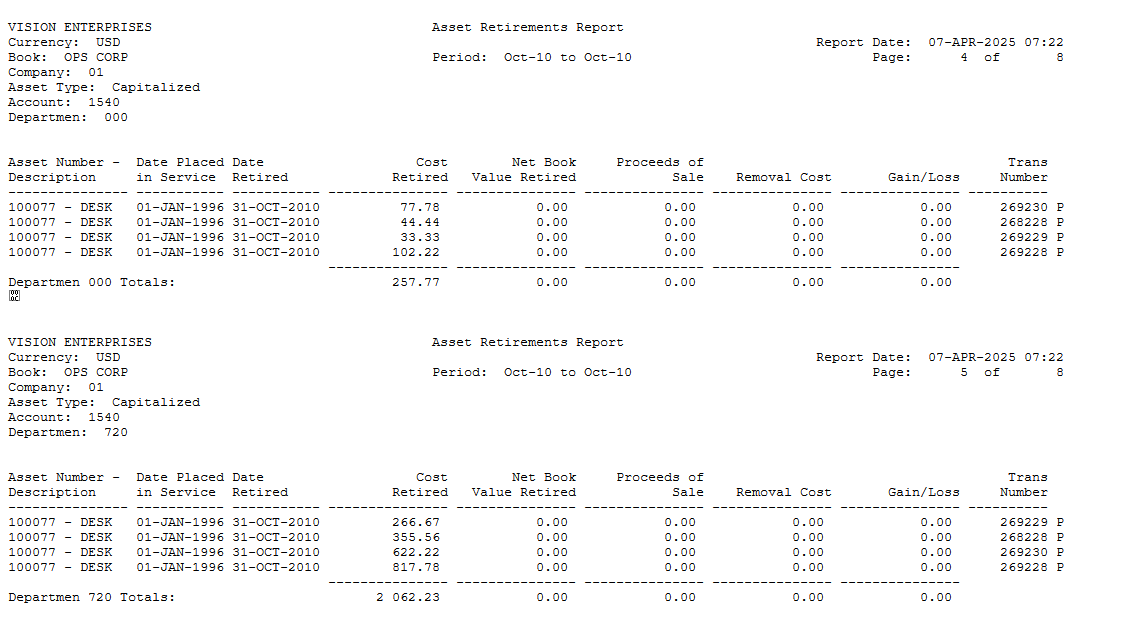 VISION ENTERPRISES                                   Asset Retirements Report
Currency:  USD                                                                                       Report Date:  07-APR-2025 07:22
Book:  OPS CORP                                      Period:  Oct-10 to Oct-10                              Page:      4  of       8
Company:  01
Asset Type:  Capitalized
Account:  1540
Departmen:  000
Asset Number -  Date Placed Date                   Cost        Net Book     Proceeds of                                      Trans
Description     in Service  Retired             Retired   Value Retired            Sale    Removal Cost       Gain/Loss     Number
--------------- ----------- ----------- --------------- --------------- --------------- --------------- --------------- ----------
100077 - DESK   01-JAN-1996 31-OCT-2010           77.78            0.00            0.00            0.00            0.00      269230 P
100077 - DESK   01-JAN-1996 31-OCT-2010           44.44            0.00            0.00            0.00            0.00      268228 P
100077 - DESK   01-JAN-1996 31-OCT-2010           33.33            0.00            0.00            0.00            0.00      269229 P
100077 - DESK   01-JAN-1996 31-OCT-2010          102.22            0.00            0.00            0.00            0.00      269228 P
--------------- --------------- --------------- --------------- ---------------
Departmen 000 Totals:                            257.77            0.00            0.00            0.00            0.00
VISION ENTERPRISES                                   Asset Retirements Report
Currency:  USD                                                                                       Report Date:  07-APR-2025 07:22
Book:  OPS CORP                                      Period:  Oct-10 to Oct-10                              Page:      5  of       8
Company:  01
Asset Type:  Capitalized
Account:  1540
Departmen:  720
Asset Number -  Date Placed Date                   Cost        Net Book     Proceeds of                                      Trans
Description     in Service  Retired             Retired   Value Retired            Sale    Removal Cost       Gain/Loss     Number
--------------- ----------- ----------- --------------- --------------- --------------- --------------- --------------- ----------
100077 - DESK   01-JAN-1996 31-OCT-2010          266.67            0.00            0.00            0.00            0.00      269229 P
100077 - DESK   01-JAN-1996 31-OCT-2010          355.56            0.00            0.00            0.00            0.00      268228 P
100077 - DESK   01-JAN-1996 31-OCT-2010          622.22            0.00            0.00            0.00            0.00      269230 P
100077 - DESK   01-JAN-1996 31-OCT-2010          817.78            0.00            0.00            0.00            0.00      269228 P
--------------- --------------- --------------- --------------- ---------------
Departmen 720 Totals:                          2 062.23            0.00            0.00            0.00            0.00